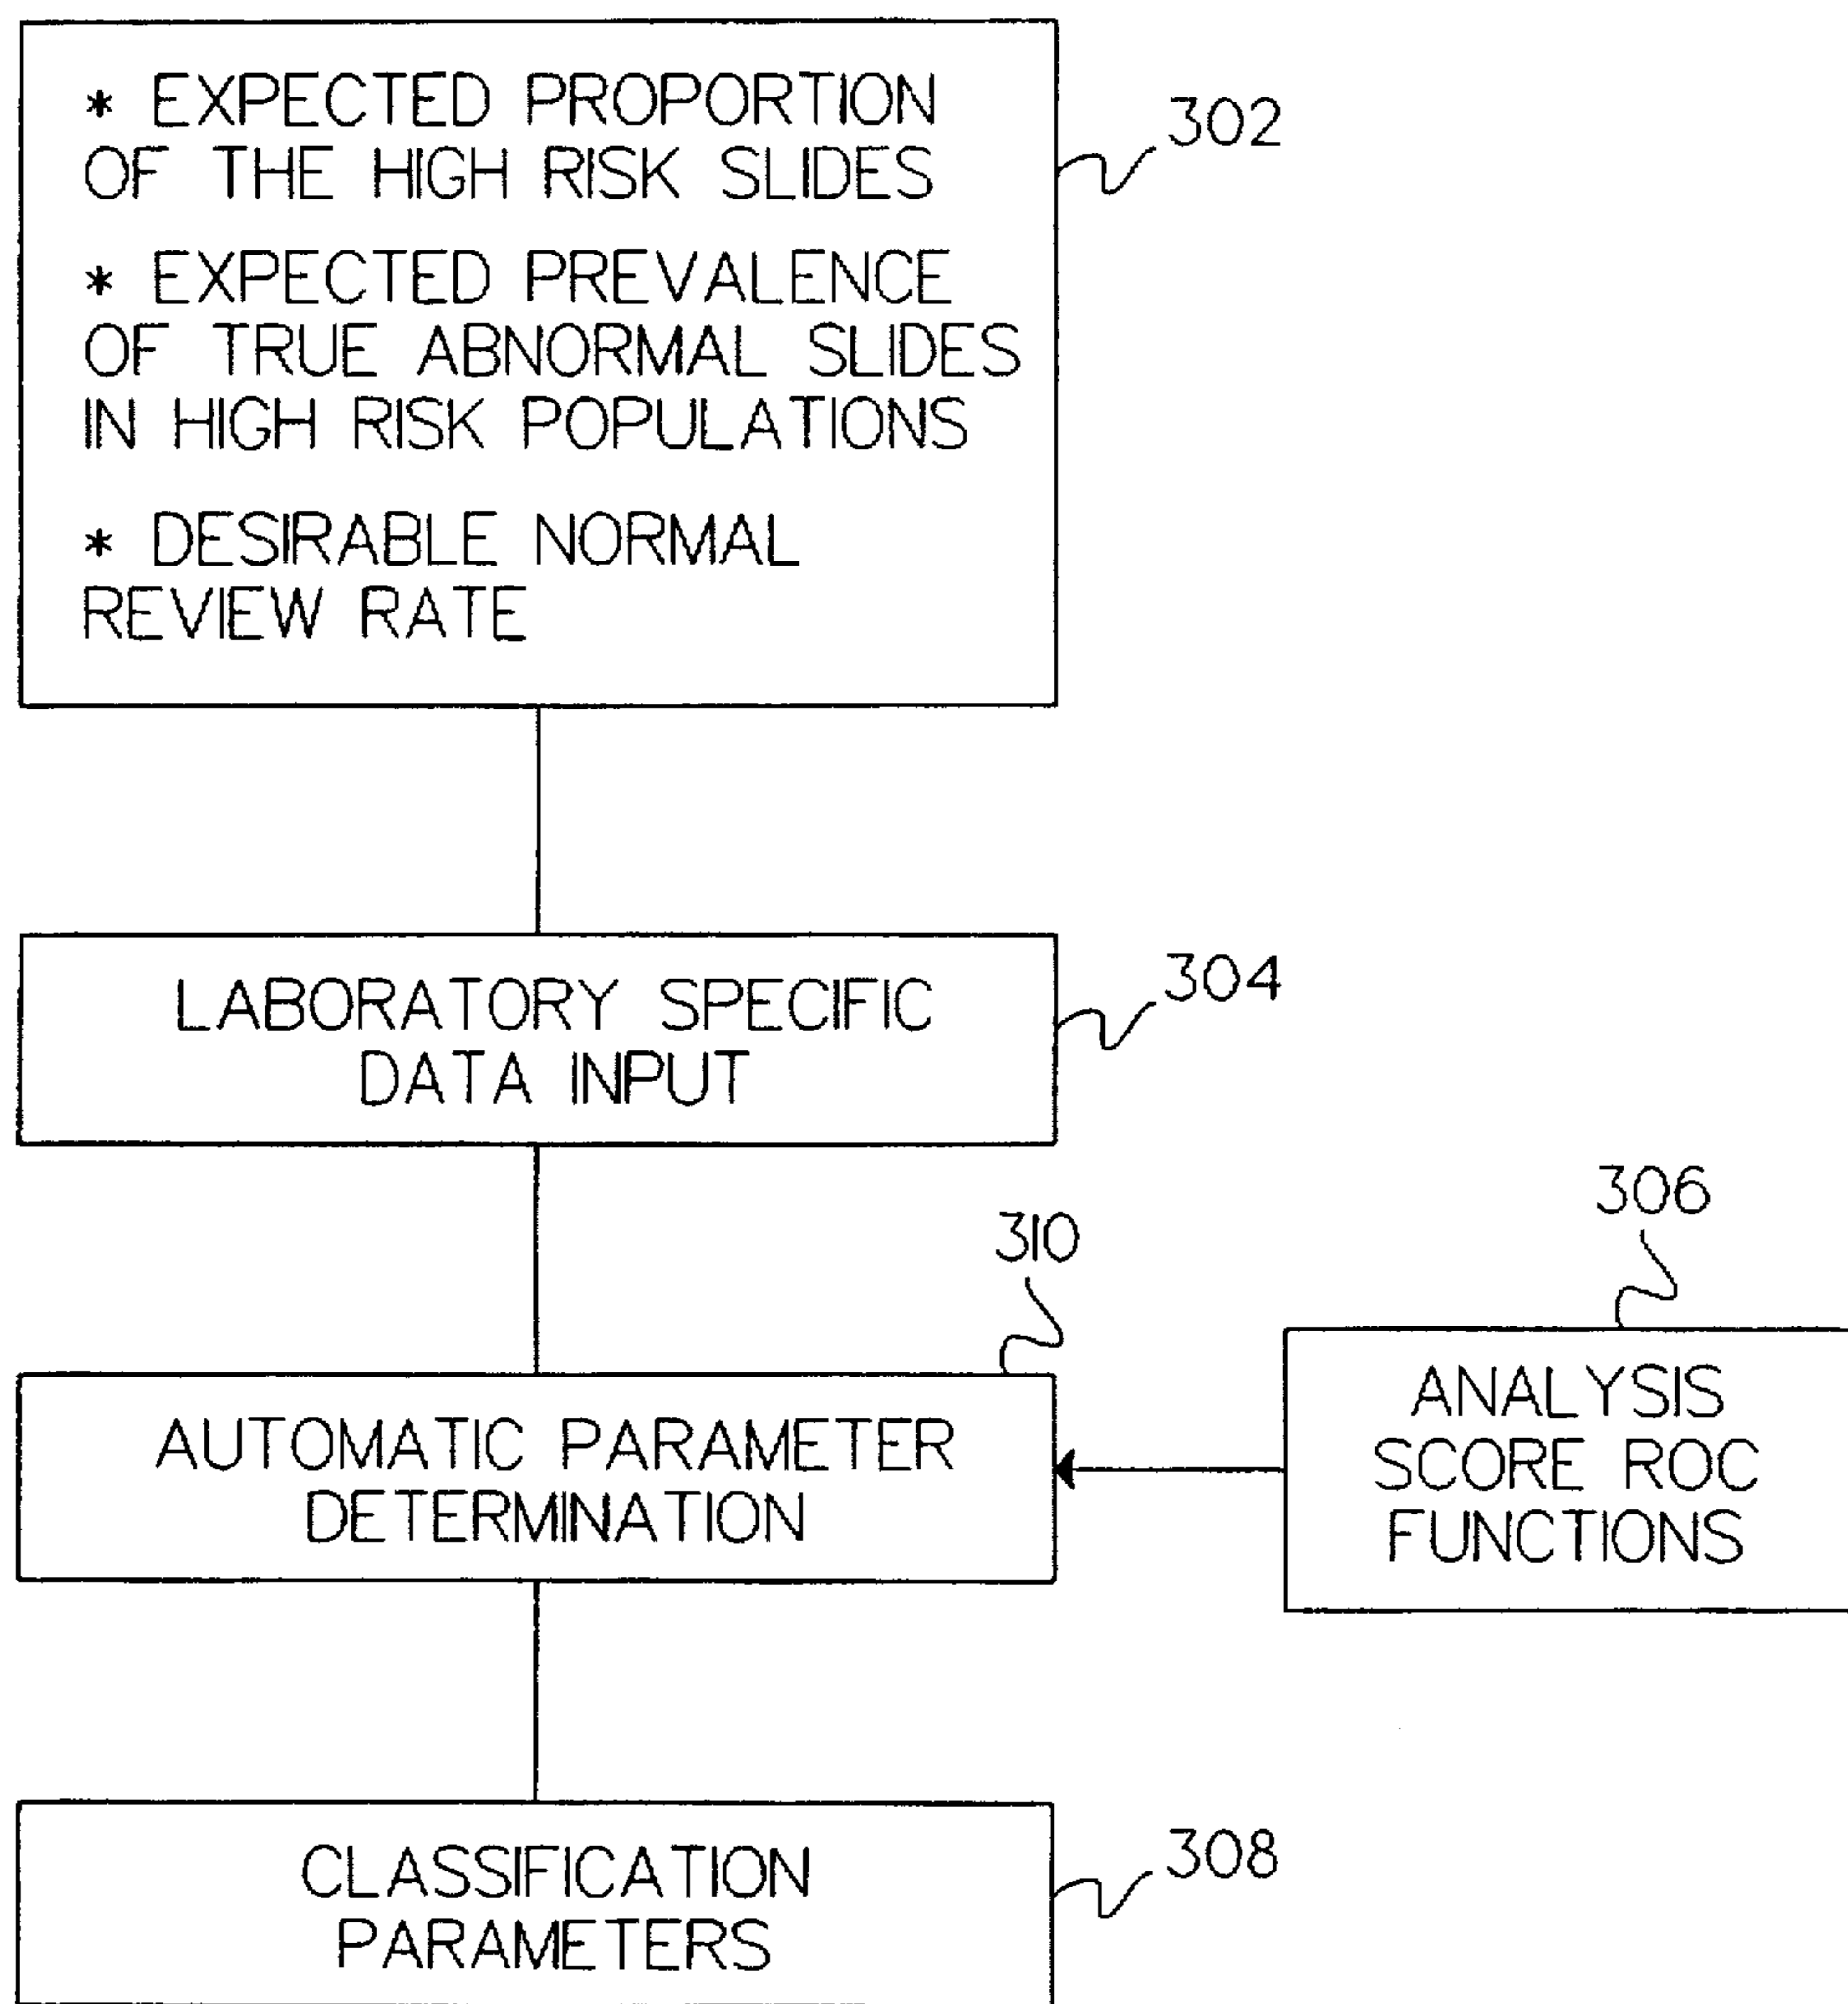 * EXPECTED PROPORTION
OF THE HIGH RISK SLIDES
* EXPECTED PREVALENCE
OF TRUE ABNORMAL SLIDES
IN HIGH RISK POPULATIONS
* DESIRABLE NORMAL
REVIEW RATE
302
LABORATORY SPECIFIC
DATA INPUT
304
310
306
AUTOMATIC PARAMETER
DETERMINATION
ANALYSIS
SCORE ROC
FUNCTIONS
CLASSIFICATION
PARAMETERS
308